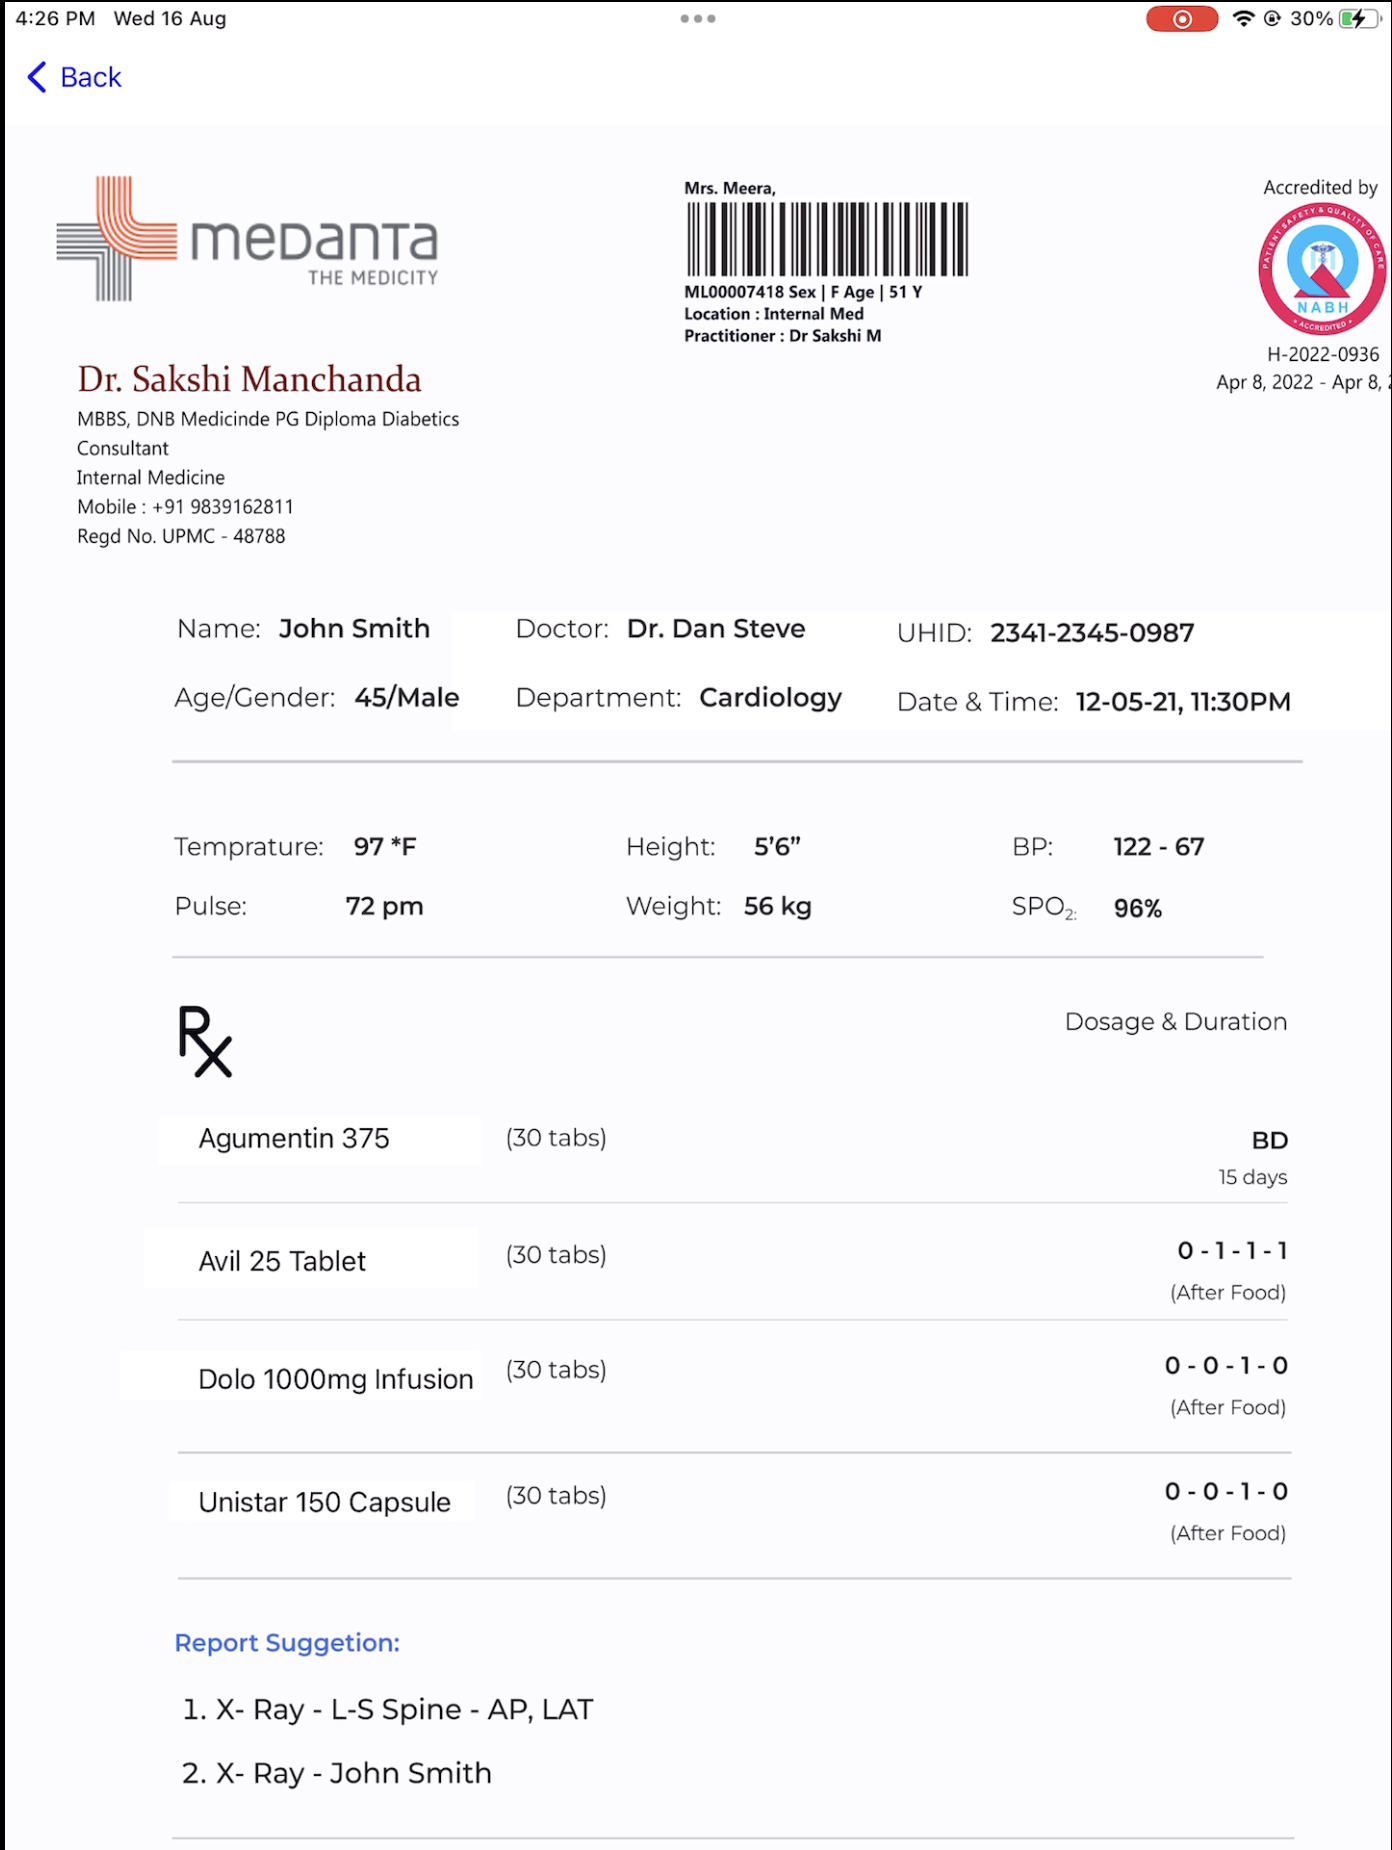 4:26 PM Wed 16 Aug
30%
Back
meDanTa
THE MEDICITY
Mrs. Meera,
ML00007418 Sex | F Age | 51 Y
Location : Internal Med
Practitioner : Dr Sakshi M
Accredited by
PATIENT SAFETY & QUALITY OF CARE
NABH
• ACCREDITED •
H-2022-0936
Apr 8, 2022 - Apr 8,
Dr. Sakshi Manchanda
MBBS, DNB Medicinde PG Diploma Diabetics
Consultant
Internal Medicine
Mobile : +91 9839162811
Regd No. UPMC - 48788
Name: John Smith Doctor: Dr. Dan Steve UHID: 2341-2345-0987
Age/Gender: 45/Male Department: Cardiology Date & Time: 12-05-21, 11:30PM
Temprature: 97 *F Height: 5'6” BP: 122 - 67
Pulse: 72 pm Weight: 56 kg SPO2: 96%
Rx
Dosage & Duration
Agumentin 375 (30 tabs) BD
15 days
Avil 25 Tablet (30 tabs) 0 - 1 - 1 - 1
(After Food)
Dolo 1000mg Infusion (30 tabs) 0 - 0 - 1 - 0
(After Food)
Unistar 150 Capsule (30 tabs) 0 - 0 - 1 - 0
(After Food)
Report Suggetion:
1. X- Ray - L-S Spine - AP, LAT
2. X- Ray - John Smith